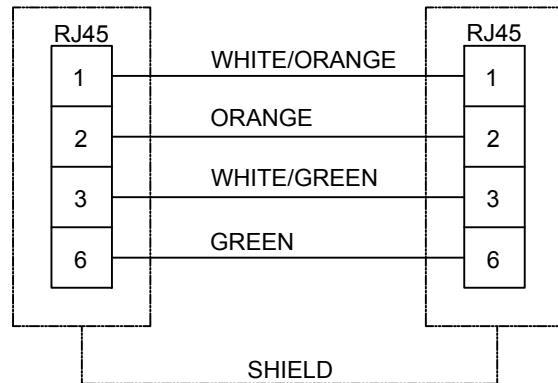 RJ45 RJ45
1 WHITE/ORANGE 1
2 ORANGE 2
3 WHITE/GREEN 3
6 GREEN 6
SHIELD